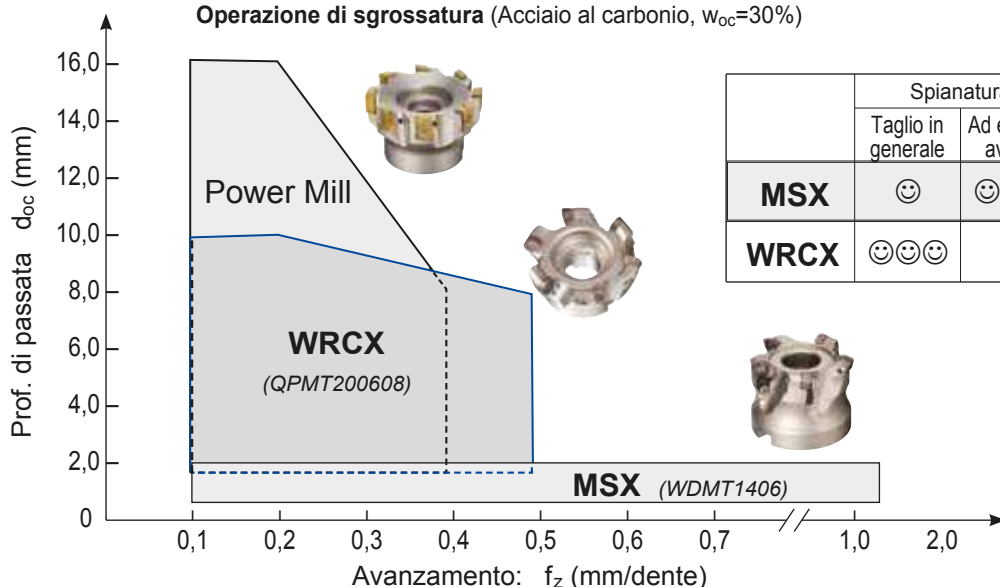 Operazione di sgrossatura (Acciaio al carbonio, woc=30%)
Prof. di passata doc (mm)
16,0
14,0
12,0
10,0
8,0
6,0
4,0
2,0
0
Power Mill
WRCX
(QPMT200608)
MSX (WDMT1406)
0,1 0,2 0,3 0,4 0,5 0,6 0,7 1,0 2,0
Avanzamento: fz (mm/dente)
Spianatura
Taglio in
generale
MSX
WRCX